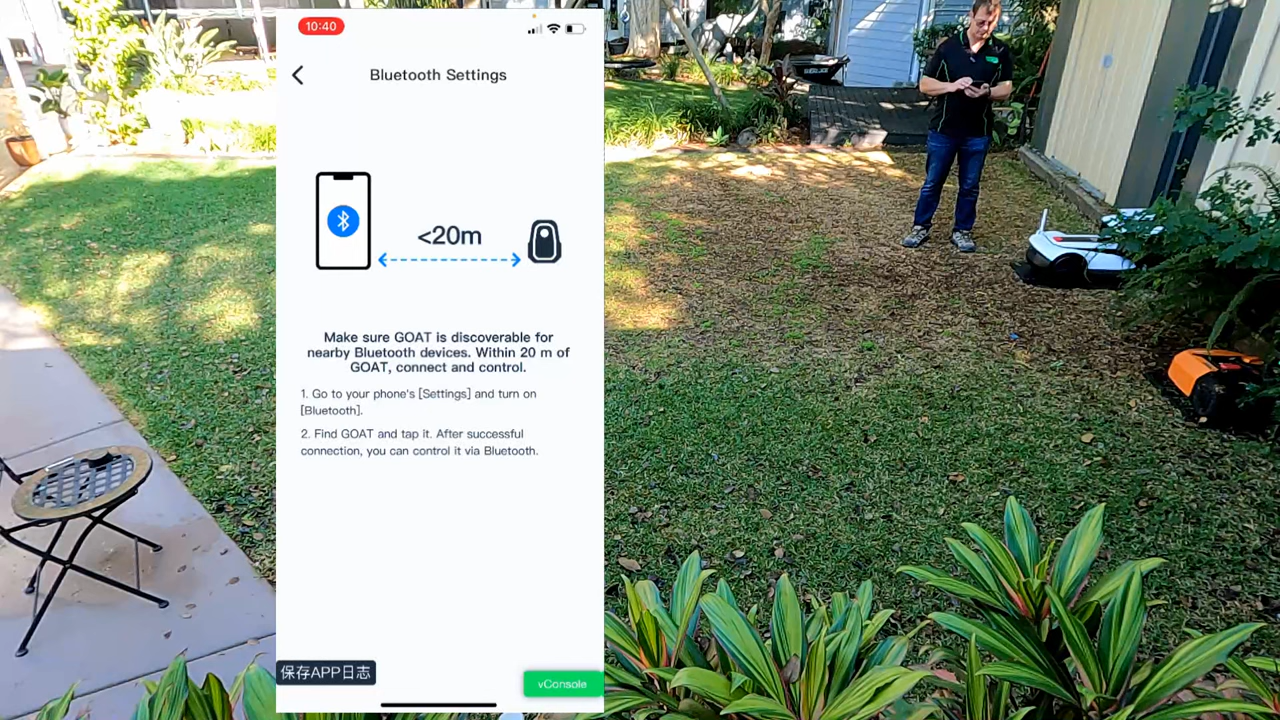 10:40
Bluetooth Settings
<20m
Make sure GOAT is discoverable for
nearby Bluetooth devices. Within 20 m of
GOAT, connect and control.
1. Go to your phone's [Settings] and turn on
[Bluetooth].
2. Find GOAT and tap it. After successful
connection, you can control it via Bluetooth.
保存APP日志
vConsole